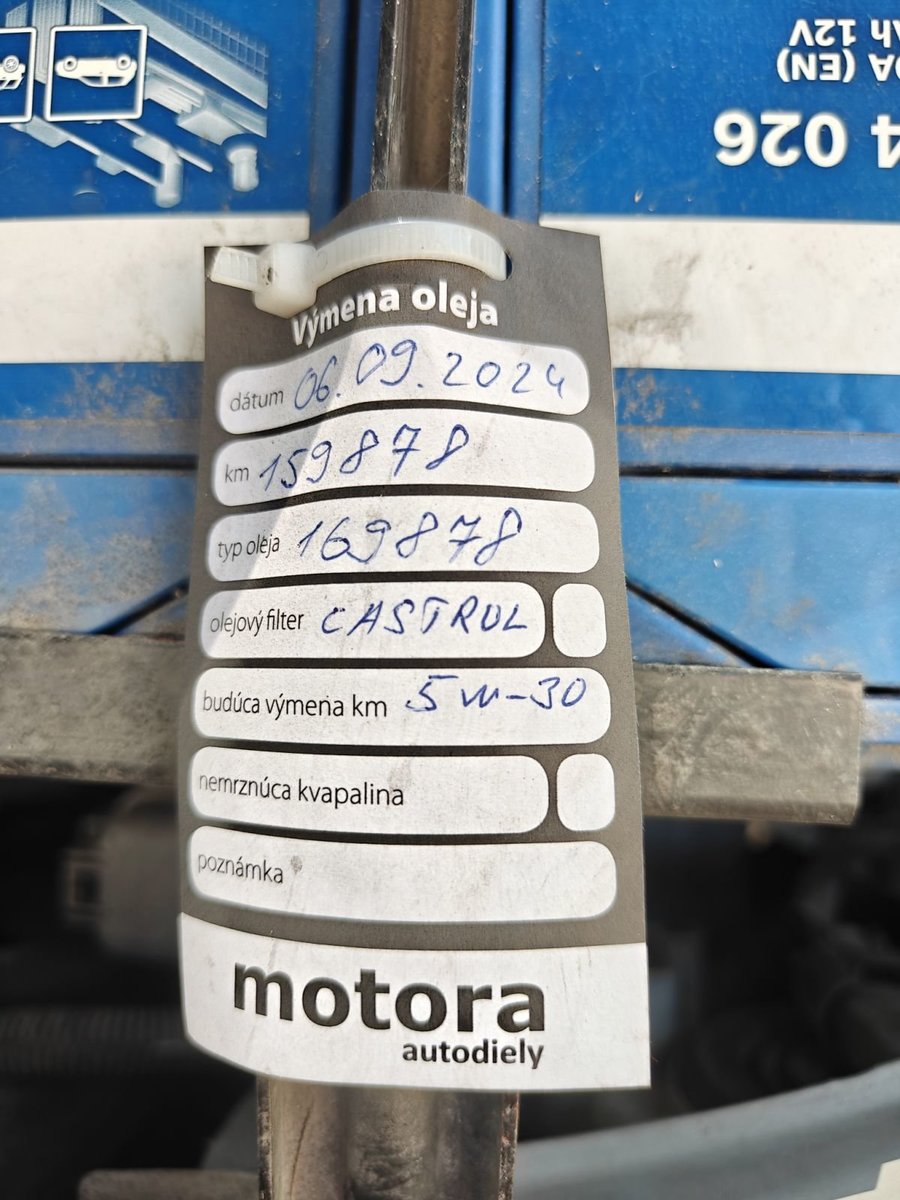 Ah 12V
0A (EN)
4 026
Výmena oleja
dátum 06.09.2024
km 159878
typ oleja 169878
olejový filter CASTROL
budúca výmena km 5w-30
nemrznúca kvapalina
poznámka
motora
autodiely